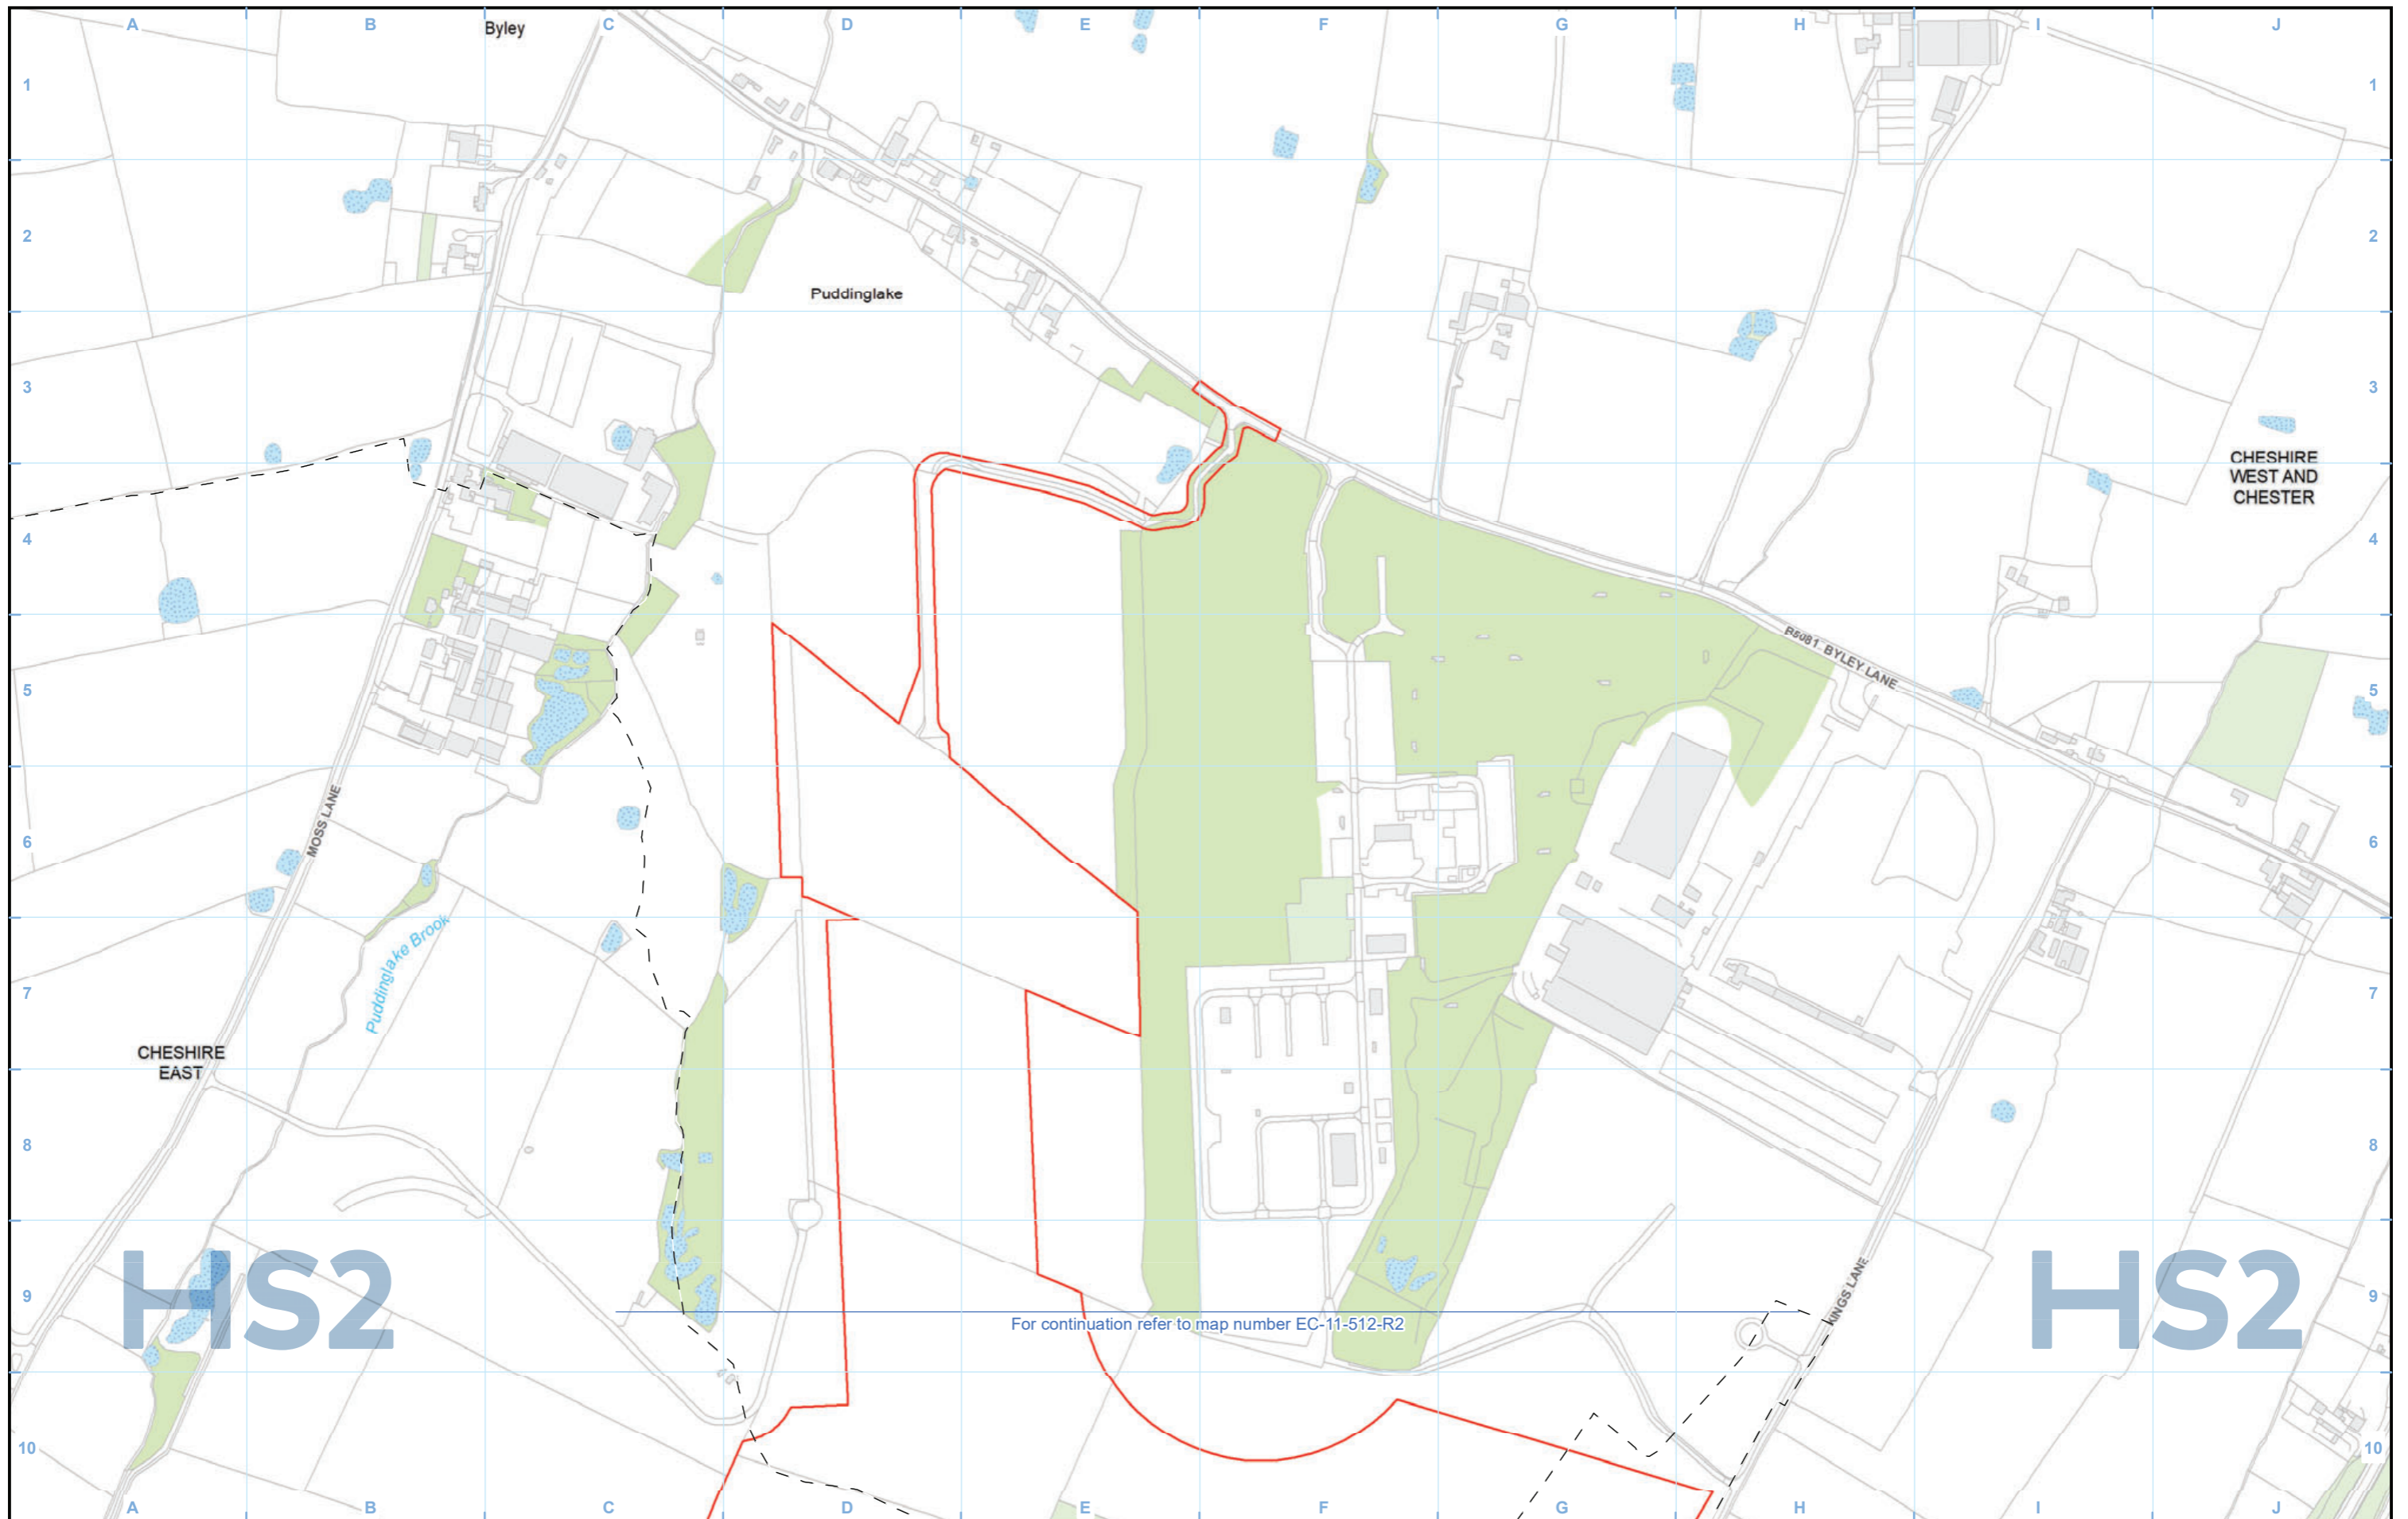 A B C D E F G H I J
Byley
1 1
2 2
Puddinglake
3 3
CHESHIRE
WEST AND
CHESTER
4 4
B5081 BYLEY LANE
5 5
MOSS LANE
6 6
Puddinglake Brook
7 7
CHESHIRE
EAST
8 8
HS2 HS2
KINGS LANE
9 9
For continuation refer to map number EC-11-512-R2
10 10
A B C D E F G H I J